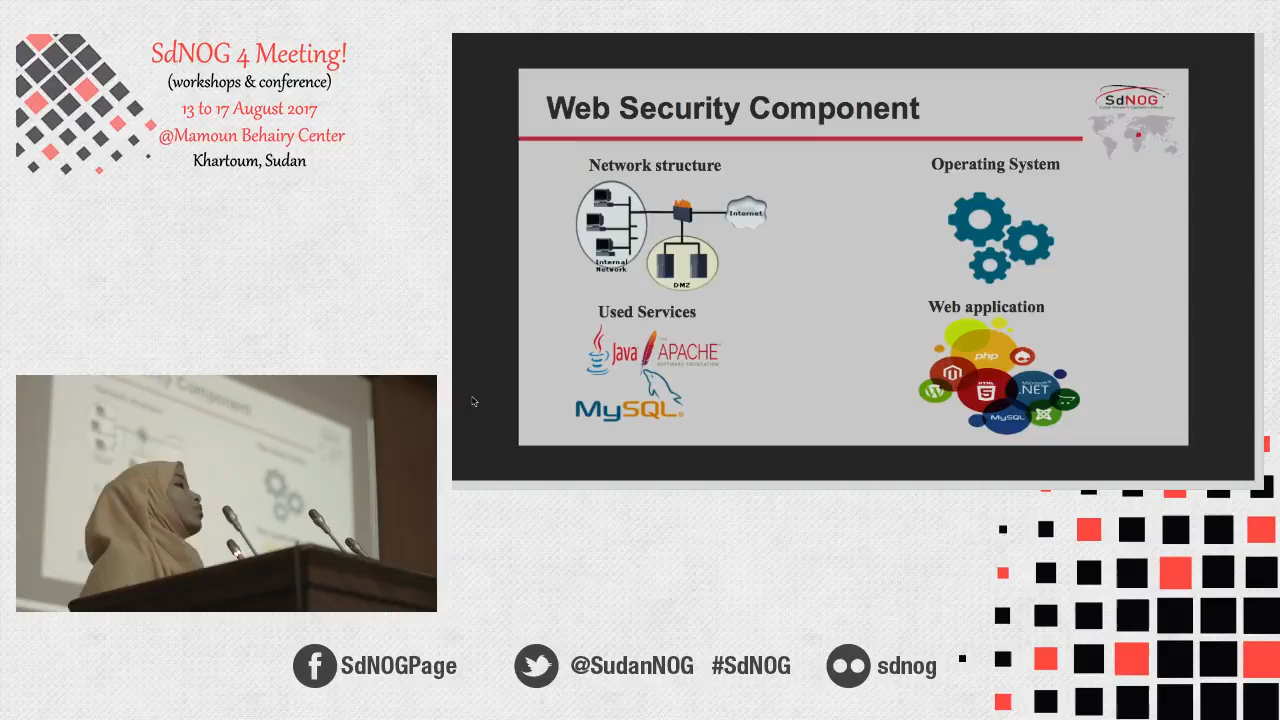 SdNOG 4 Meeting!
(workshops & conference)
13 to 17 August 2017
@Mamoun Behairy Center
Khartoum, Sudan
Web Security Component
SdNOG
Network structure
Operating System
Internet
Internal
Network
DMZ
Used Services
Web application
Java
THE
APACHE
SOFTWARE FOUNDATION
MySQL
php
HTML
Microsoft
.NET
MySQL
SdNOGPage
@SudanNOG
#SdNOG
sdnog